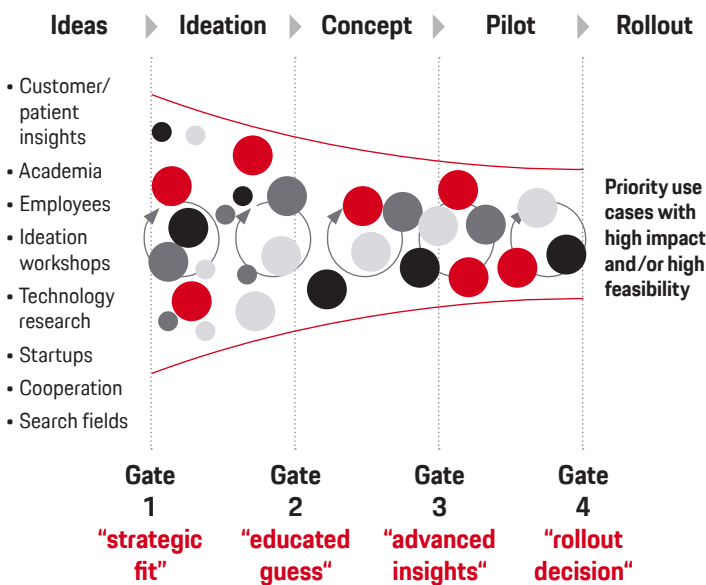 Ideas Ideation Concept Pilot Rollout
• Customer/
patient
insights
• Academia
• Employees
• Ideation
workshops
• Technology
research
• Startups
• Cooperation
• Search fields
Priority use
cases with
high impact
and/or high
feasibility
Gate
1
“strategic
fit”
Gate
2
“educated
guess“
Gate
3
“advanced
insights“
Gate
4
“rollout
decision“